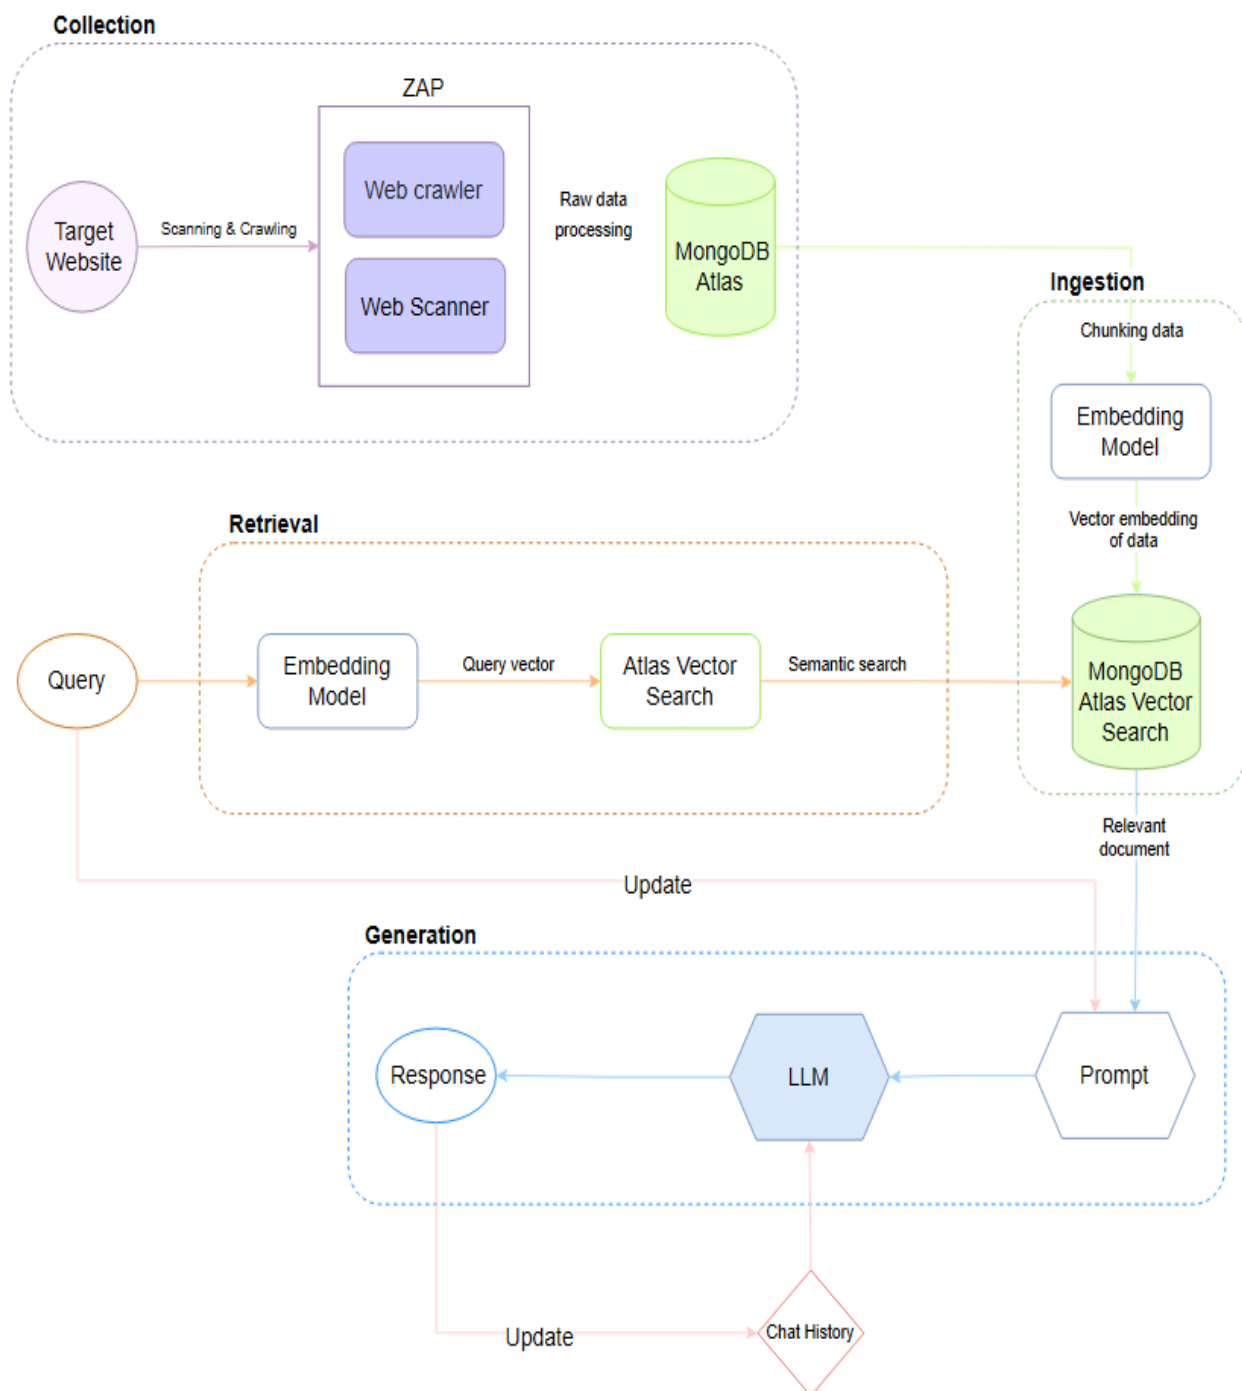 Collection
ZAP
Web crawler
Target
Website
Scanning & Crawling
Raw data
processing
Web Scanner
MongoDB
Atlas
Ingestion
Chunking data
Embedding
Model
Vector embedding
of data
Retrieval
Query
Embedding
Model
Query vector
Atlas Vector
Search
Semantic search
MongoDB
Atlas Vector
Search
Relevant
document
Update
Generation
Response
LLM
Prompt
Update
Chat History